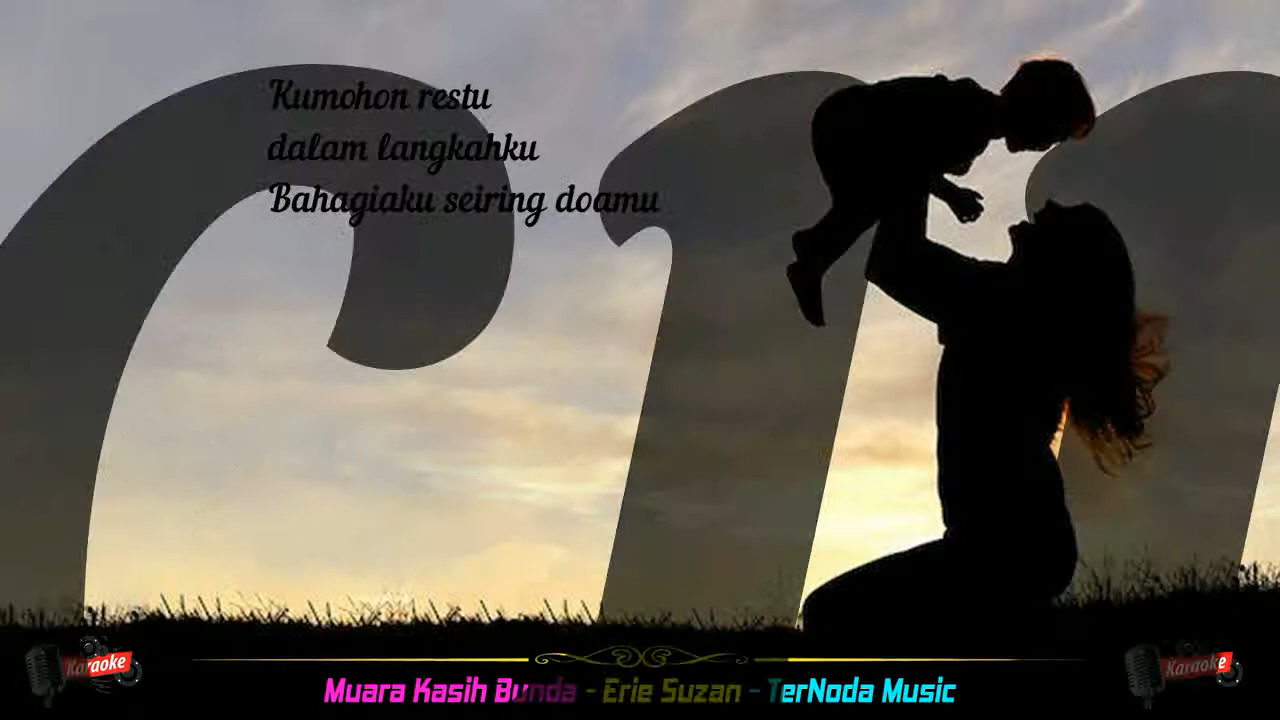 Kumohon restu
dalam langkahku
Bahagiaku seiring doamu
Karaoke
Karaoke
Muara Kasih Bunda - Erie Suzan - TerNoda Music